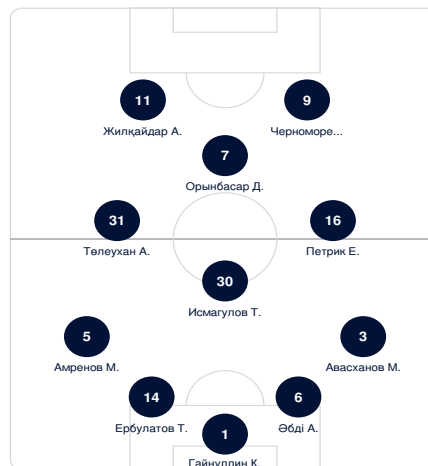 11
9
Жилқайдар А.
Черноморе...
7
Орынбасар Д.
31
16
Төлеухан А.
Петрик Е.
30
Исмагулов Т.
5
3
Амренов М.
Авасханов М.
14
6
Ербулатов Т.
Әбді А.
1
Гайнуллин К